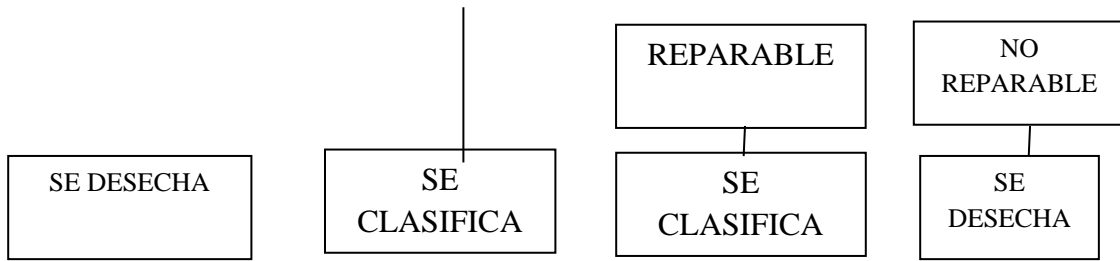 REPARABLE
NO
REPARABLE
SE DESECHA
SE
CLASIFICA
SE
CLASIFICA
SE
DESECHA